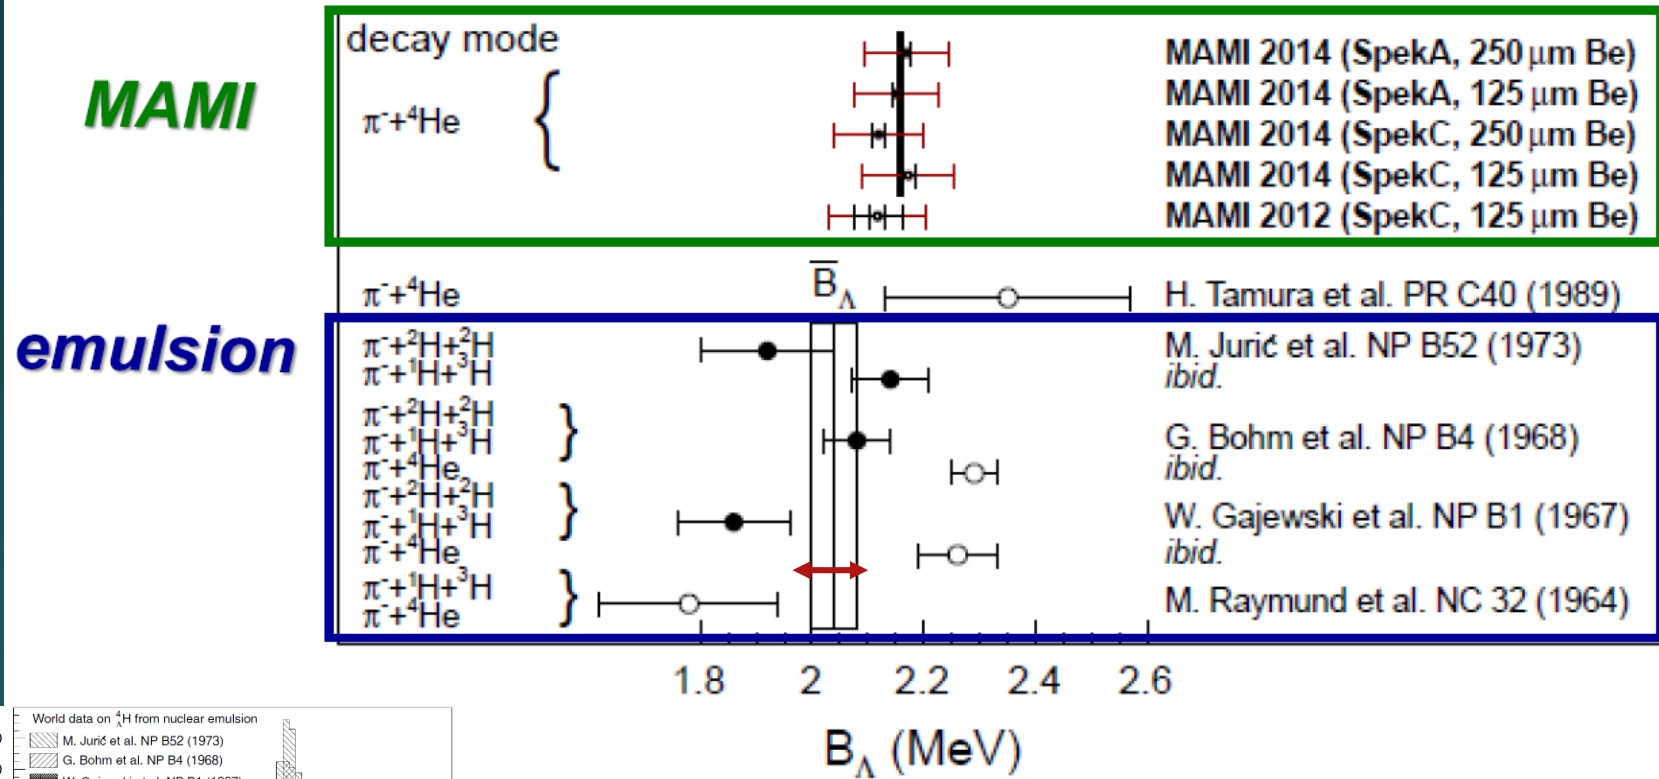 decay mode
MAMI
π⁻+⁴He {
MAMI 2014 (SpekA, 250 μm Be)
MAMI 2014 (SpekA, 125 μm Be)
MAMI 2014 (SpekC, 250 μm Be)
MAMI 2014 (SpekC, 125 μm Be)
MAMI 2012 (SpekC, 125 μm Be)
B̅_Λ
π⁻+⁴He H. Tamura et al. PR C40 (1989)
emulsion
π⁻+²H+²H M. Jurić et al. NP B52 (1973)
π⁻+¹H+³H ibid.
π⁻+²H+²H
π⁻+¹H+³H } G. Bohm et al. NP B4 (1968)
π⁻+⁴He ibid.
π⁻+²H+²H
π⁻+¹H+³H } W. Gajewski et al. NP B1 (1967)
π⁻+⁴He ibid.
π⁻+¹H+³H
π⁻+⁴He } M. Raymund et al. NC 32 (1964)
1.8 2 2.2 2.4 2.6
B_Λ (MeV)
World data on ⁴_ΛH from nuclear emulsion
M. Jurić et al. NP B52 (1973)
G. Bohm et al. NP B4 (1968)